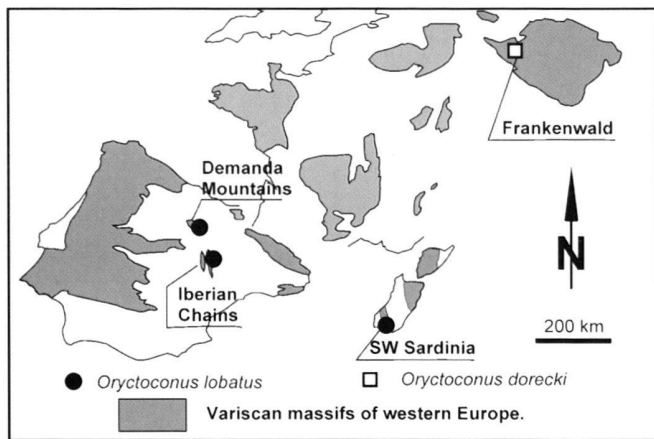 Frankenwald
Demanda
Mountains
N
Iberian
Chains
200 km
SW Sardinia
Oryctoconus lobatus
Oryctoconus dorecki
Variscan massifs of western Europe.